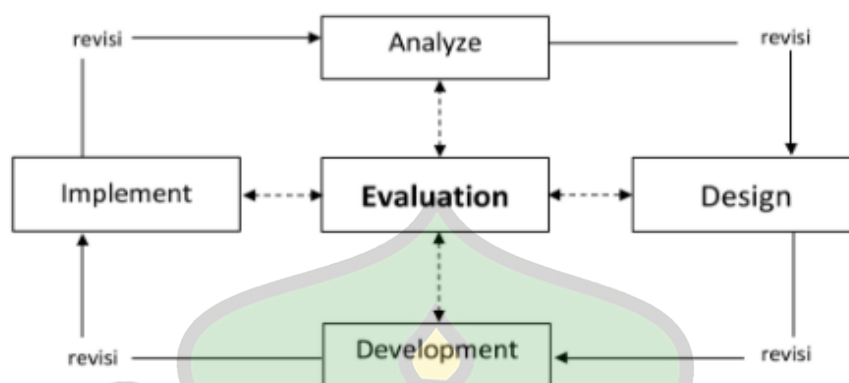 revisi
Analyze
revisi
Implement
Evaluation
Design
revisi
Development
revisi